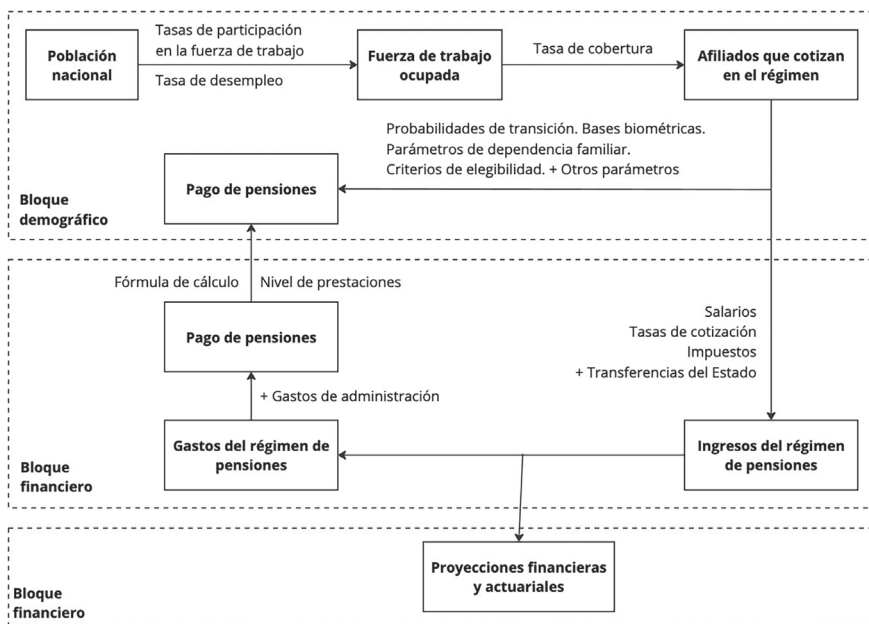 Población
nacional
Tasas de participación
en la fuerza de trabajo
Tasa de desempleo
Fuerza de trabajo
ocupada
Tasa de cobertura
Afiliados que cotizan
en el régimen
Probabilidades de transición. Bases biométricas.
Parámetros de dependencia familiar.
Criterios de elegibilidad. + Otros parámetros
Pago de pensiones
Bloque
demográfico
Fórmula de cálculo
Nivel de prestaciones
Pago de pensiones
Salarios
Tasas de cotización
Impuestos
+ Transferencias del Estado
+ Gastos de administración
Gastos del régimen de
pensiones
Ingresos del régimen
de pensiones
Bloque
financiero
Proyecciones financieras
y actuariales
Bloque
financiero